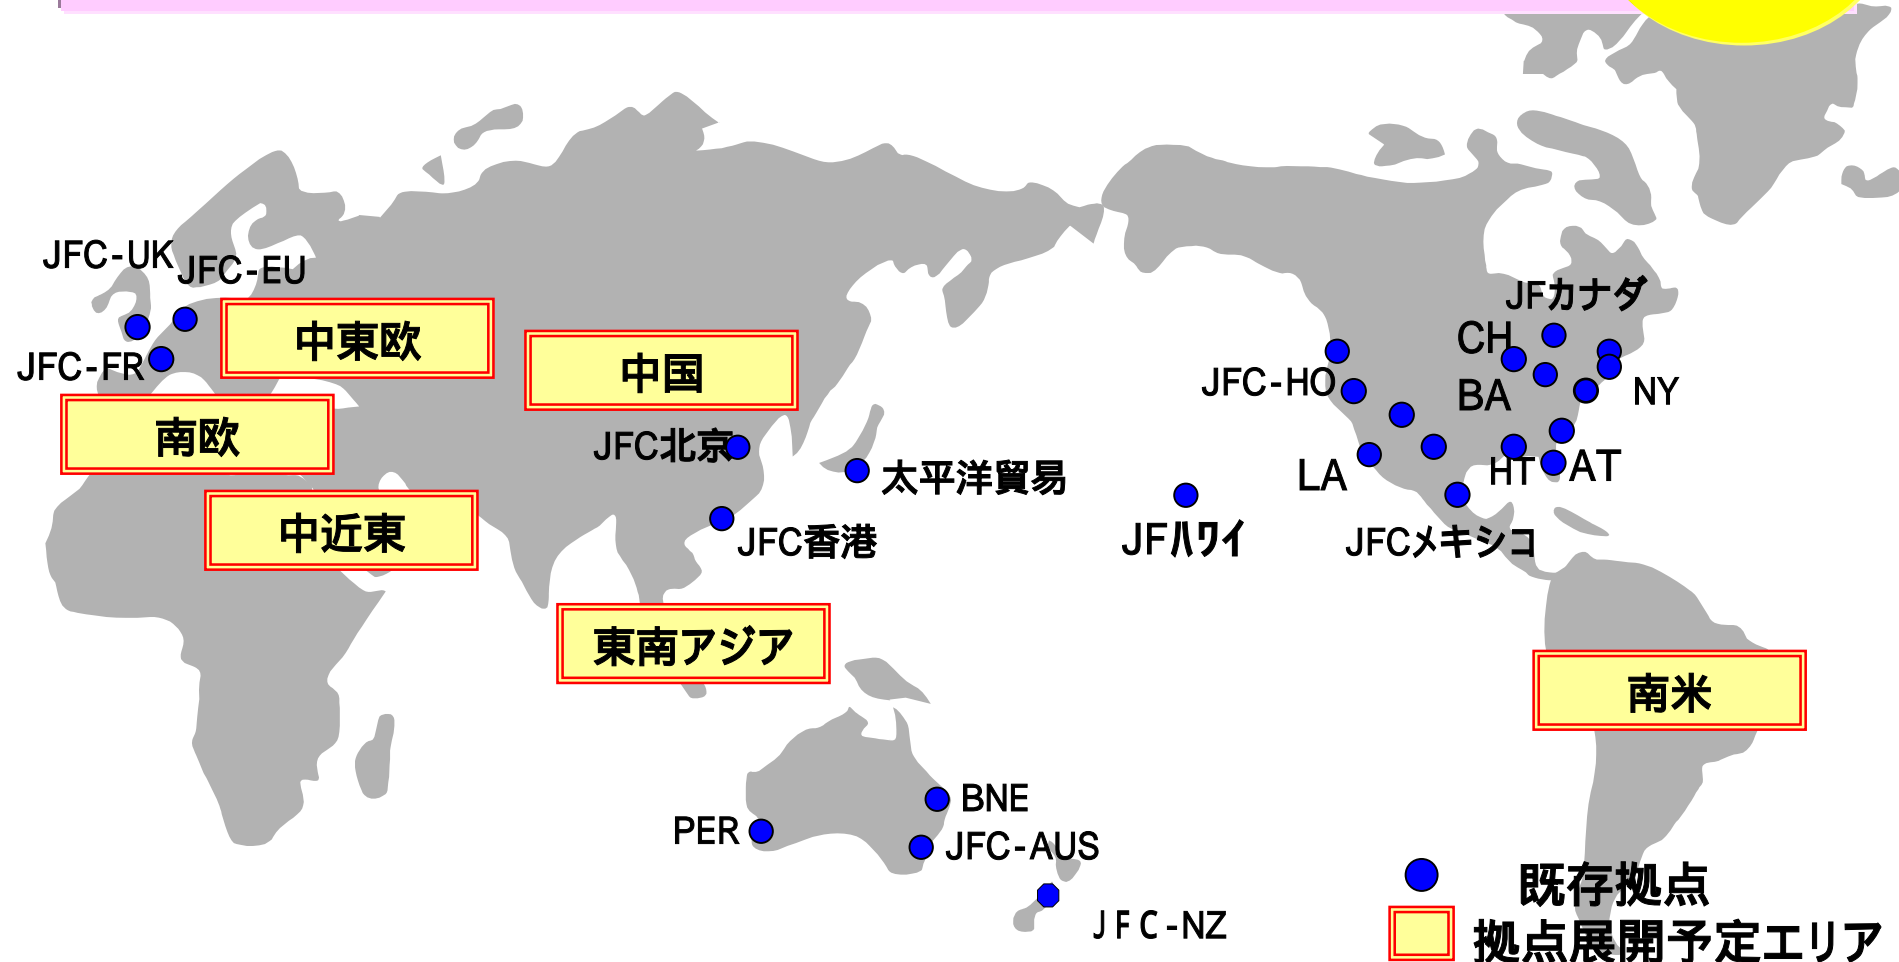 JFC-UK
JFC-EU
JFC-FR
中東欧
中国
南欧
中近東
JFC北京
太平洋貿易
JFC香港
東南アジア
JFハワイ
JFC-HO
LA
JFカナダ
CH
BA
NY
HT
AT
JFCメキシコ
南米
PER
BNE
JFC-AUS
JFC-NZ
既存拠点
拠点展開予定エリア